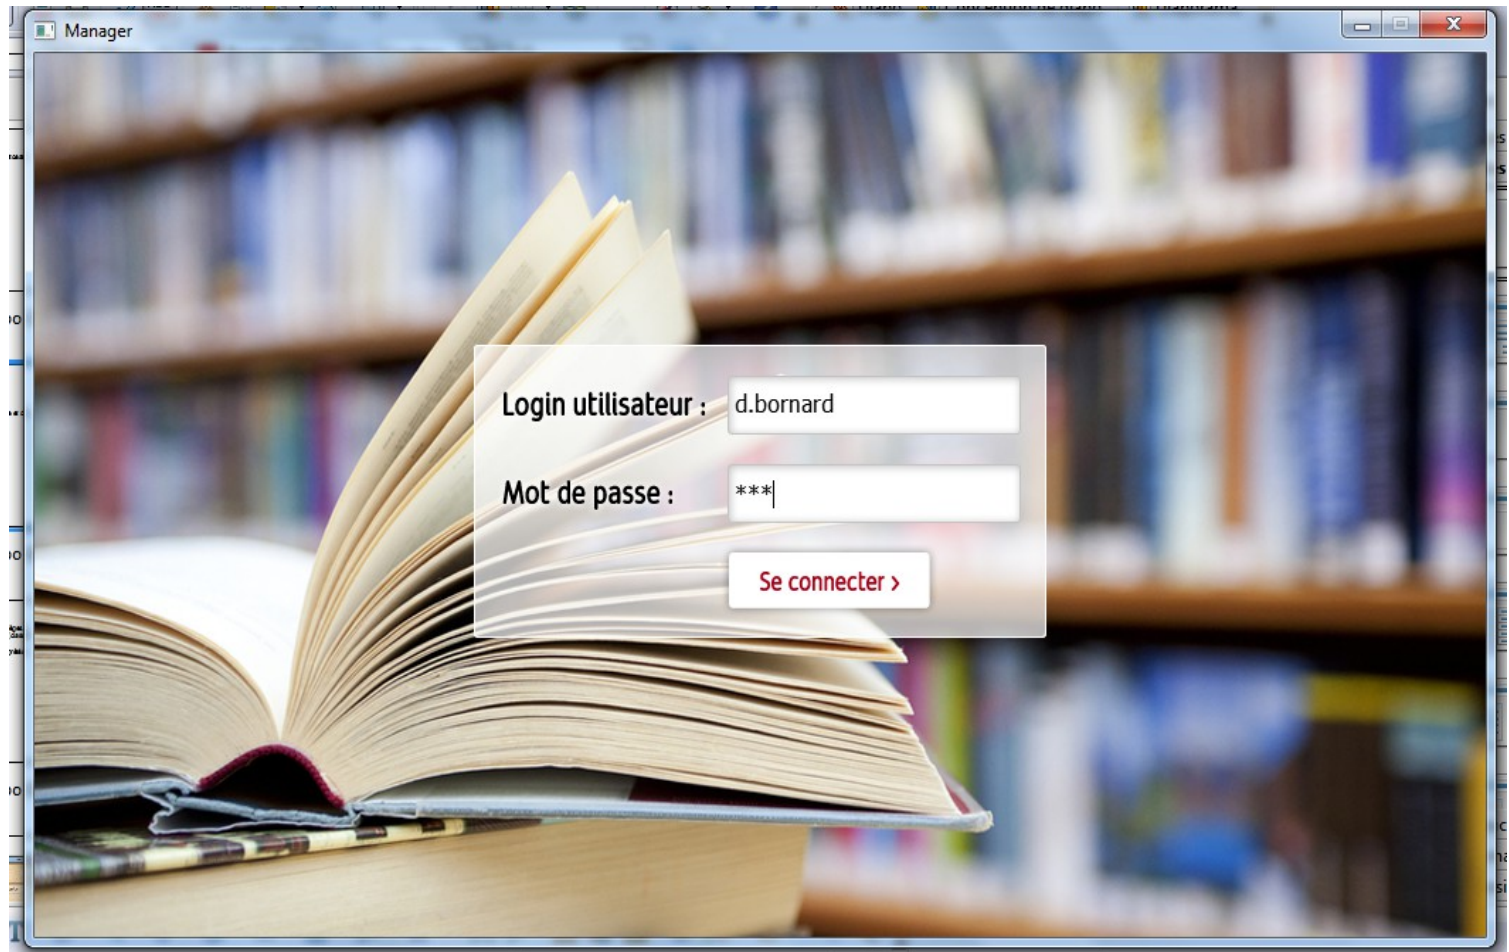 Manager
Login utilisateur :
d.bornard
Mot de passe :
***
Se connecter >